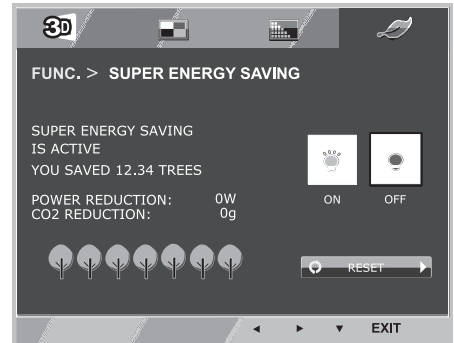 3D
FUNC. > SUPER ENERGY SAVING
SUPER ENERGY SAVING
IS ACTIVE
YOU SAVED 12.34 TREES
POWER REDUCTION: 0W
CO2 REDUCTION: 0g
ON OFF
RESET
EXIT